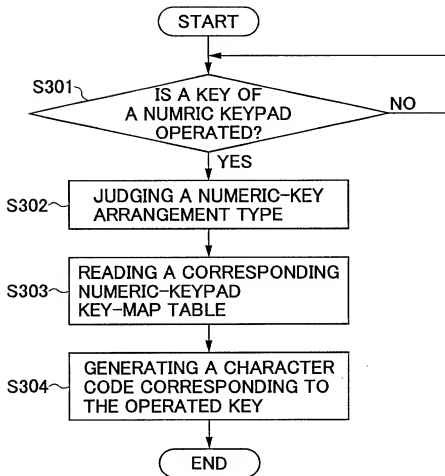 START
S301
IS A KEY OF
A NUMRIC KEYPAD
OPERATED?
NO
YES
S302
JUDGING A NUMERIC-KEY
ARRANGEMENT TYPE
S303
READING A CORRESPONDING
NUMERIC-KEYPAD
KEY-MAP TABLE
S304
GENERATING A CHARACTER
CODE CORRESPONDING TO
THE OPERATED KEY
END